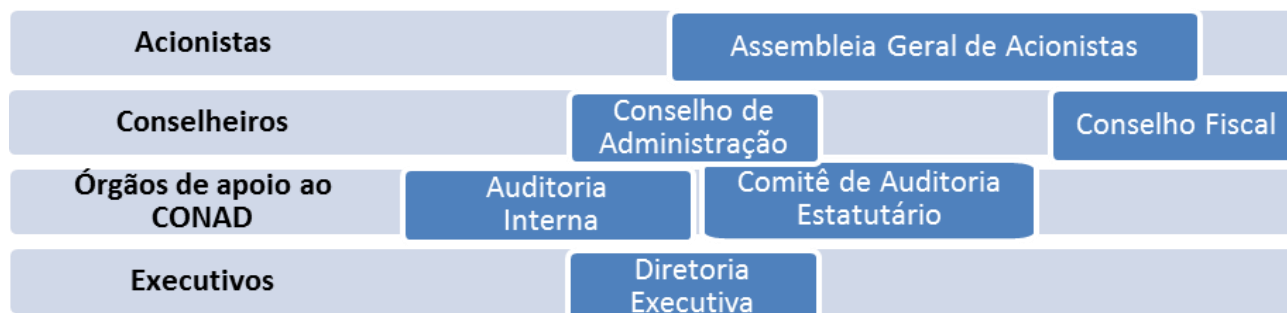 Acionistas
Assembleia Geral de Acionistas
Conselheiros
Conselho de
Administração
Conselho Fiscal
Órgãos de apoio ao
CONAD
Auditoria
Interna
Comitê de Auditoria
Estatutário
Executivos
Diretoria
Executiva